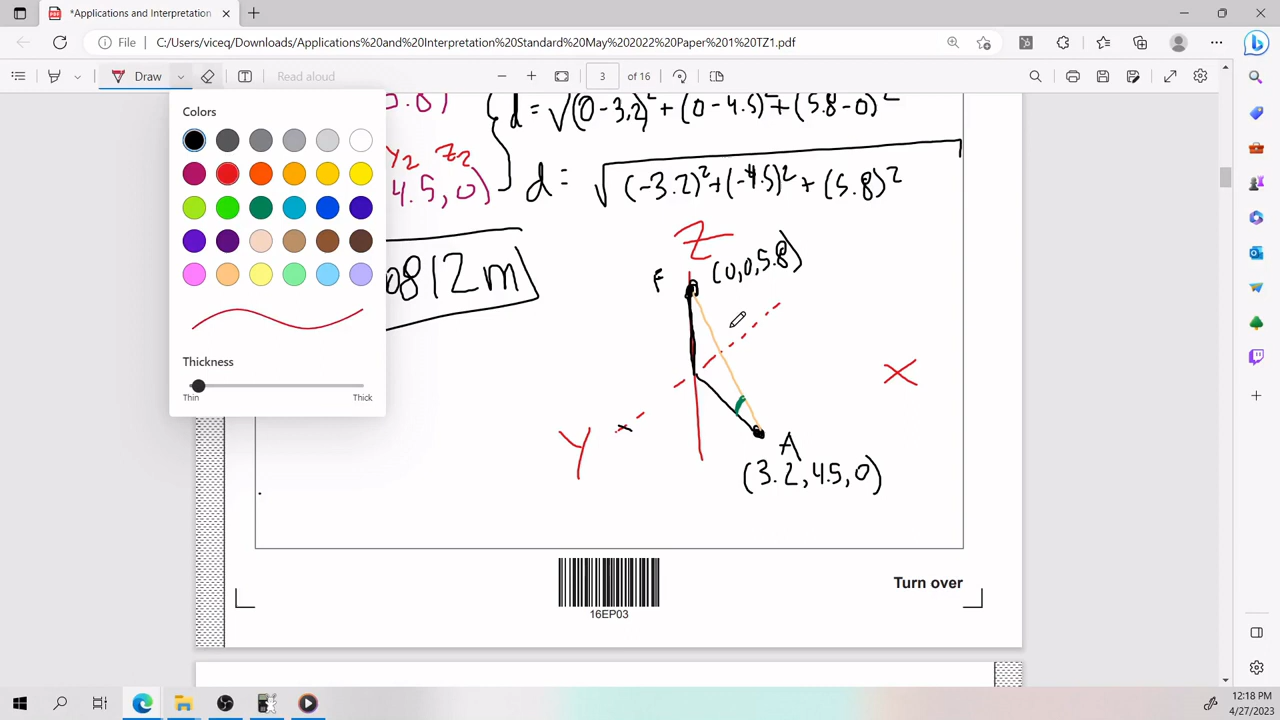 *Applications and Interpretation
File
C:/Users/viceq/Downloads/Applications%20and%20Interpretation%20Standard%20May%202022%20Paper%201%20TZ1.pdf
Draw
Read aloud
3
of 16
Colors
Thickness
Thin
Thick
5.8)
d = √(0-3.2)² + (0-4.5)² + (5.8-0)²
Y₂ Z₂
4.5, 0)
d = √(-3.2)² + (-4.5)² + (5.8)²
0812m
Z
F
(0,0,5.8)
X
Y
A
(3.2,4.5,0)
Turn over
16EP03
12:18 PM
4/27/2023